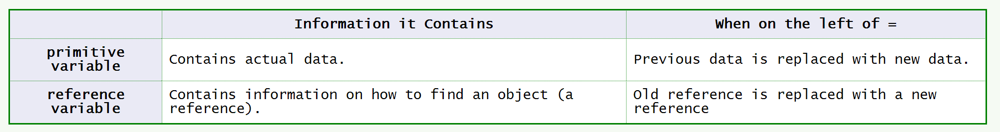 Information it Contains
When on the left of =
primitive
variable
Contains actual data.
Previous data is replaced with new data.
reference
variable
Contains information on how to find an object (a
reference).
Old reference is replaced with a new
reference